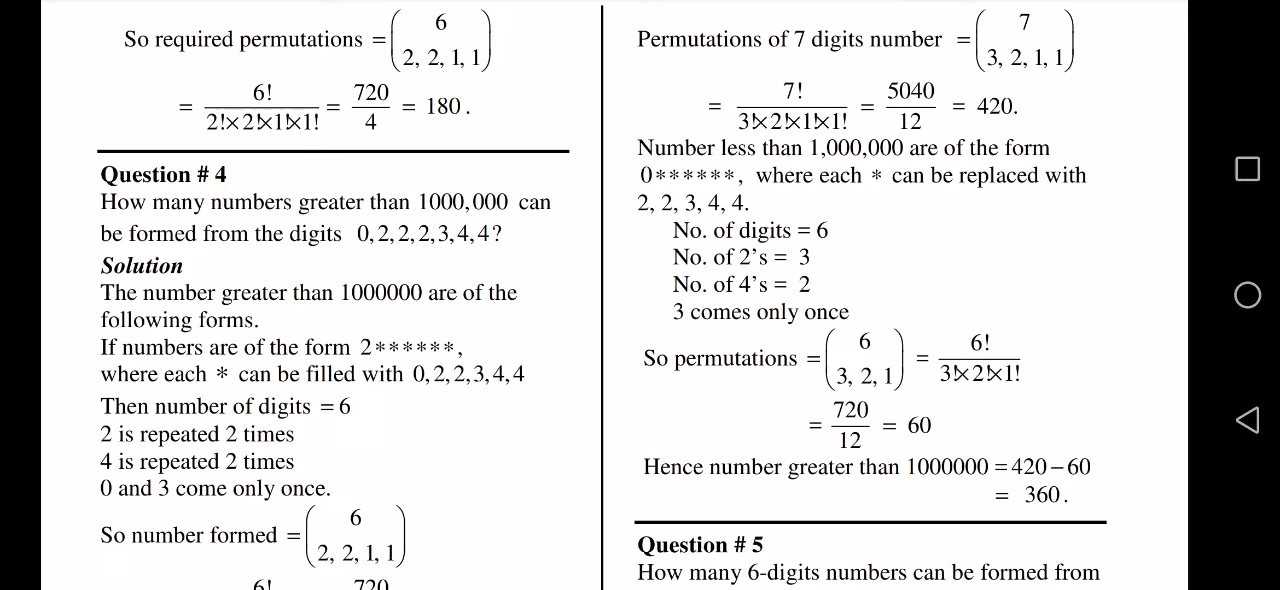 So required permutations = ( 6
2, 2, 1, 1 )
= 6! / 2!×2!×1!×1! = 720 / 4 = 180 .
Question # 4
How many numbers greater than 1000,000 can
be formed from the digits 0, 2, 2, 2, 3, 4, 4?
Solution
The number greater than 1000000 are of the
following forms.
If numbers are of the form 2******,
where each * can be filled with 0, 2, 2, 3, 4, 4
Then number of digits = 6
2 is repeated 2 times
4 is repeated 2 times
0 and 3 come only once.
So number formed = ( 6
2, 2, 1, 1 )
6! 720
Permutations of 7 digits number = ( 7
3, 2, 1, 1 )
= 7! / 3!×2!×1!×1! = 5040 / 12 = 420.
Number less than 1,000,000 are of the form
0******, where each * can be replaced with
2, 2, 3, 4, 4.
No. of digits = 6
No. of 2’s = 3
No. of 4’s = 2
3 comes only once
So permutations = ( 6
3, 2, 1 ) = 6! / 3!×2!×1!
= 720 / 12 = 60
Hence number greater than 1000000 = 420 – 60
= 360 .
Question # 5
How many 6-digits numbers can be formed from